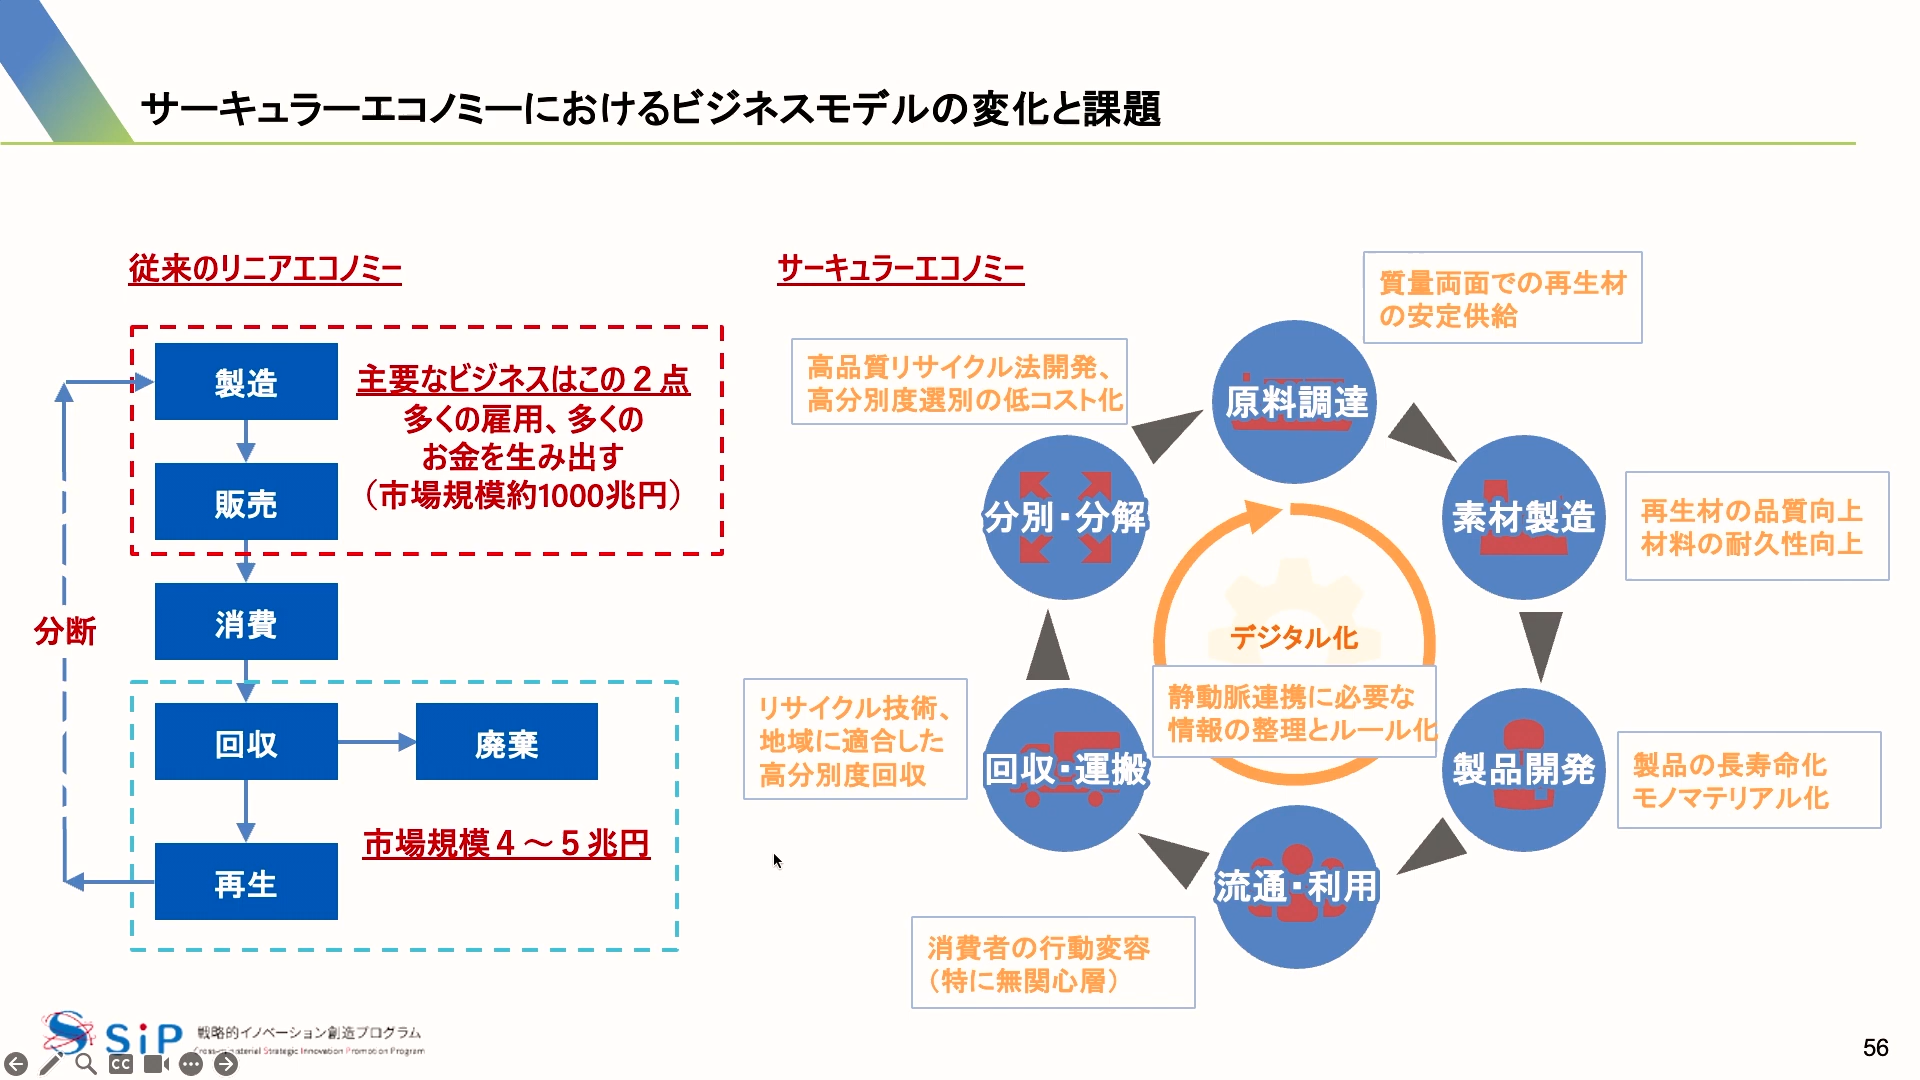 サーキュラーエコノミーにおけるビジネスモデルの変化と課題
従来のリニアエコノミー
製造
主要なビジネスはこの２点
多くの雇用、多くの
お金を生み出す
（市場規模約1000兆円）
販売
消費
分断
回収
廃棄
市場規模４～５兆円
再生
サーキュラーエコノミー
質量両面での再生材
の安定供給
高品質リサイクル法開発、
高分別度選別の低コスト化
原料調達
分別・分解
素材製造
再生材の品質向上
材料の耐久性向上
デジタル化
静動脈連携に必要な
情報の整理とルール化
リサイクル技術、
地域に適合した
高分別度回収
回収・運搬
製品開発
製品の長寿命化
モノマテリアル化
流通・利用
消費者の行動変容
（特に無関心層）
SiP 戦略的イノベーション創造プログラム
Cross-ministerial Strategic Innovation Promotion Program
CC
56